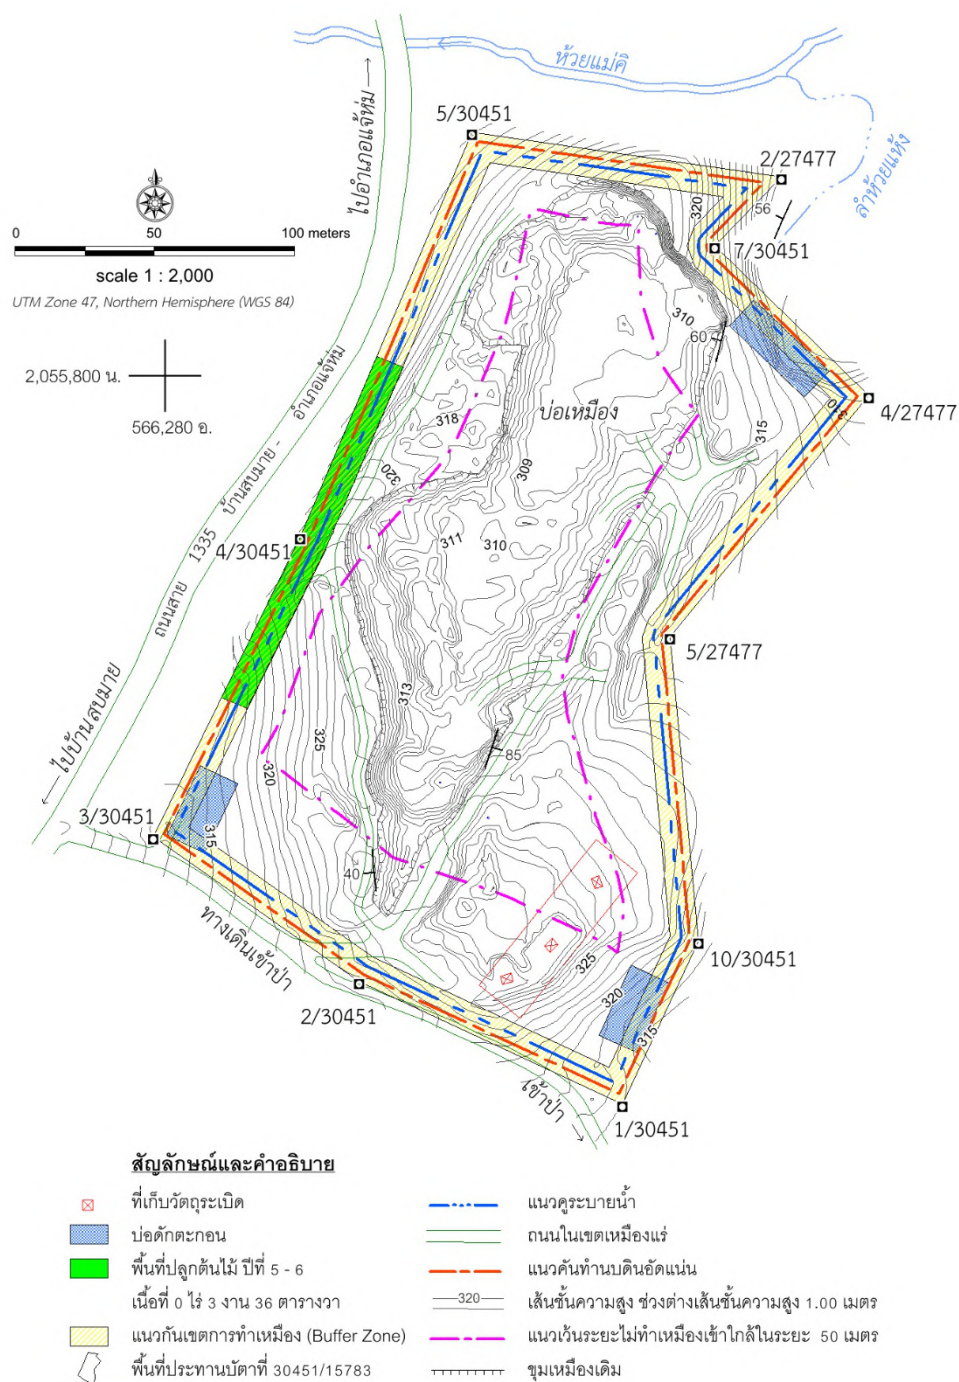 ห้วยแม่คิ
ลำห้วยแห้ง
ไปอำเภอแจ้ห่ม
5/30451
2/27477
320
56
7/30451
0 50 100 meters
scale 1 : 2,000
UTM Zone 47, Northern Hemisphere (WGS 84)
310
60
2,055,800 น.
566,280 อ.
4/27477
310
315
บ่อเหมือง
318
320
309
311
310
4/30451
ถนนสาย 1335 บ้านสบมาย - อำเภอแจ้ห่ม
5/27477
313
325
320
85
ไปบ้านสบมาย
3/30451
315
40
ทางเดินเข้าป่า
2/30451
325
10/30451
320
315
เข้าป่า
1/30451
สัญลักษณ์และคำอธิบาย
ที่เก็บวัตถุระเบิด
บ่อดักตะกอน
พื้นที่ปลูกต้นไม้ ปีที่ 5 - 6
เนื้อที่ 0 ไร่ 3 งาน 36 ตารางวา
แนวกันเขตการทำเหมือง (Buffer Zone)
พื้นที่ประทานบัตาที่ 30451/15783
แนวคูระบายน้ำ
ถนนในเขตเหมืองแร่
แนวคันทำนบดินอัดแน่น
320 เส้นชั้นความสูง ช่วงต่างเส้นชั้นความสูง 1.00 เมตร
แนวเว้นระยะไม่ทำเหมืองเข้าใกล้ในระยะ 50 เมตร
ขุมเหมืองเดิม